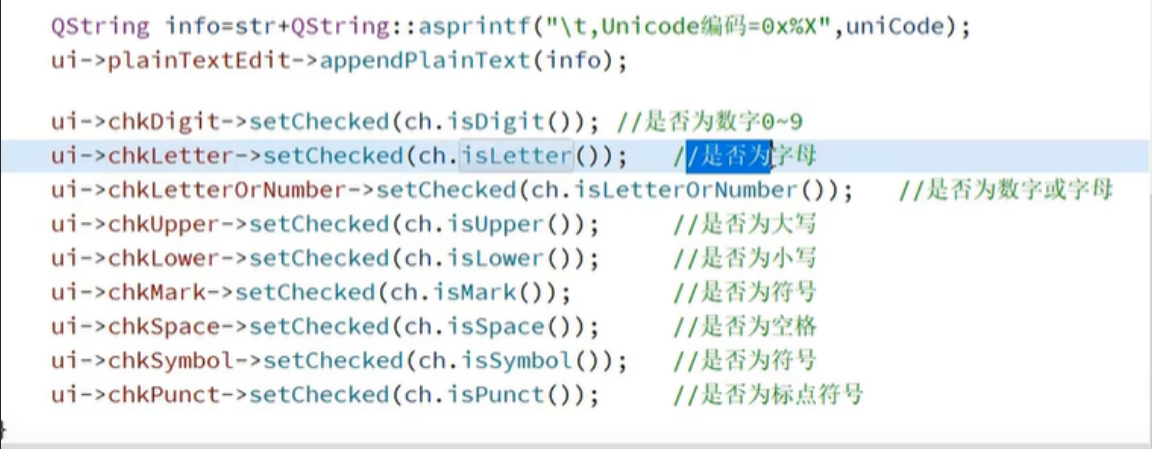 QString info=str+QString::asprintf("\t,Unicode编码=0x%X",uniCode);
ui->plainTextEdit->appendPlainText(info);
ui->chkDigit->setChecked(ch.isDigit()); //是否为数字0~9
ui->chkLetter->setChecked(ch.isLetter()); //是否为字母
ui->chkLetterOrNumber->setChecked(ch.isLetterOrNumber()); //是否为数字或字母
ui->chkUpper->setChecked(ch.isUpper()); //是否为大写
ui->chkLower->setChecked(ch.isLower()); //是否为小写
ui->chkMark->setChecked(ch.isMark()); //是否为符号
ui->chkSpace->setChecked(ch.isSpace()); //是否为空格
ui->chkSymbol->setChecked(ch.isSymbol()); //是否为符号
ui->chkPunct->setChecked(ch.isPunct()); //是否为标点符号
}